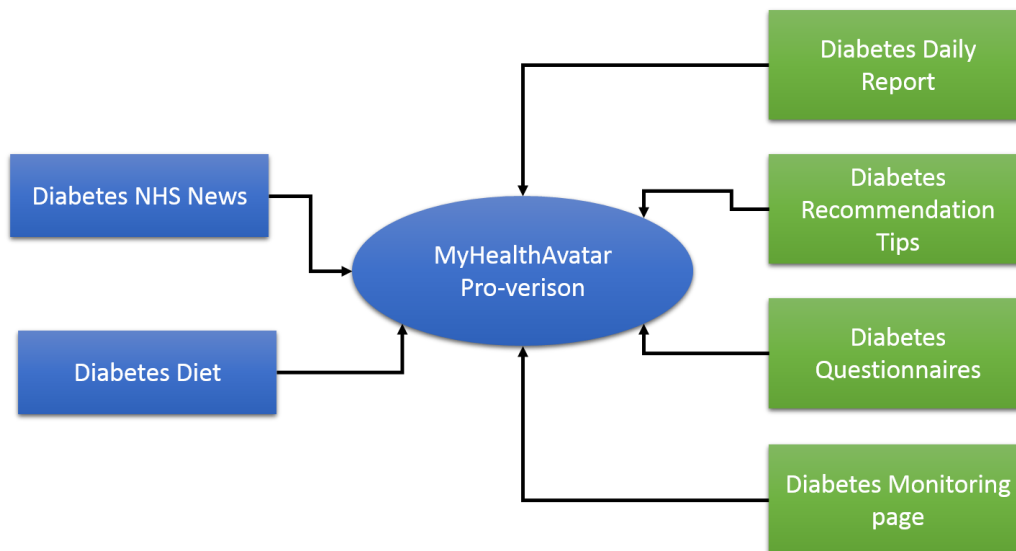 Diabetes Daily
Report
Diabetes NHS News
Diabetes
Recommendation
Tips
MyHealthAvatar
Pro-verison
Diabetes Diet
Diabetes
Questionnaires
Diabetes Monitoring
page